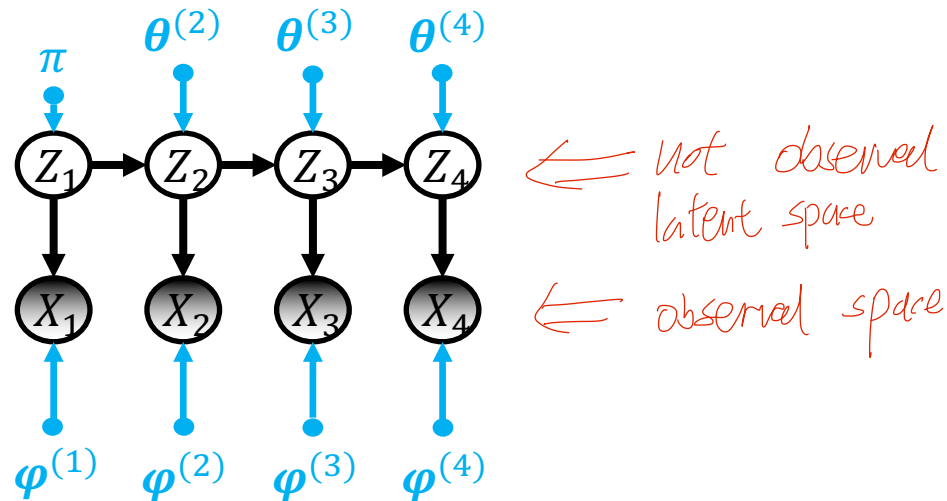 π θ⁽²⁾ θ⁽³⁾ θ⁽⁴⁾
Z₁ Z₂ Z₃ Z₄
not observed
latent space
X₁ X₂ X₃ X₄
observed space
φ⁽¹⁾ φ⁽²⁾ φ⁽³⁾ φ⁽⁴⁾